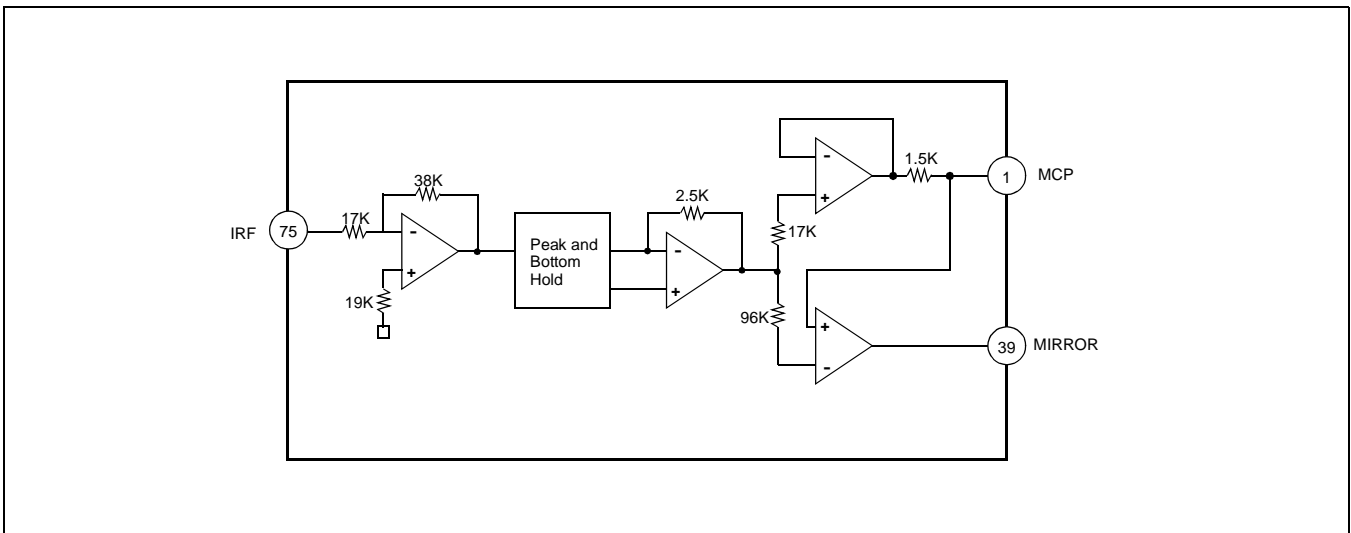 38K
17K
IRF
75
-
+
19K
Peak and
Bottom
Hold
2.5K
-
+
17K
96K
-
+
1.5K
1
MCP
+
-
39
MIRROR